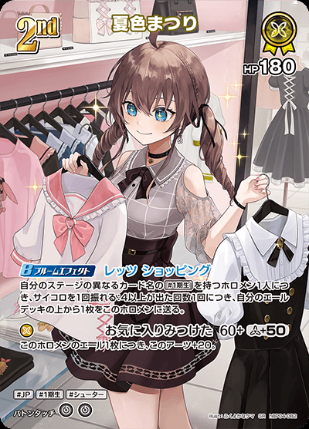 2nd
夏色まつり
HP180
ブルームエフェクト レッツ ショッピング
自分のステージの異なるカード名の#1期生を持つホロメン1人につ
き、サイコロを1回振れる:4以上が出た回数1回につき、自分のエール
デッキの上から1枚をこのホロメンに送る。
お気に入りみつけた 60+ +50
このホロメンのエール1枚につき、このアーツ+20。
#JP #1期生 #シューター
バトンタッチ